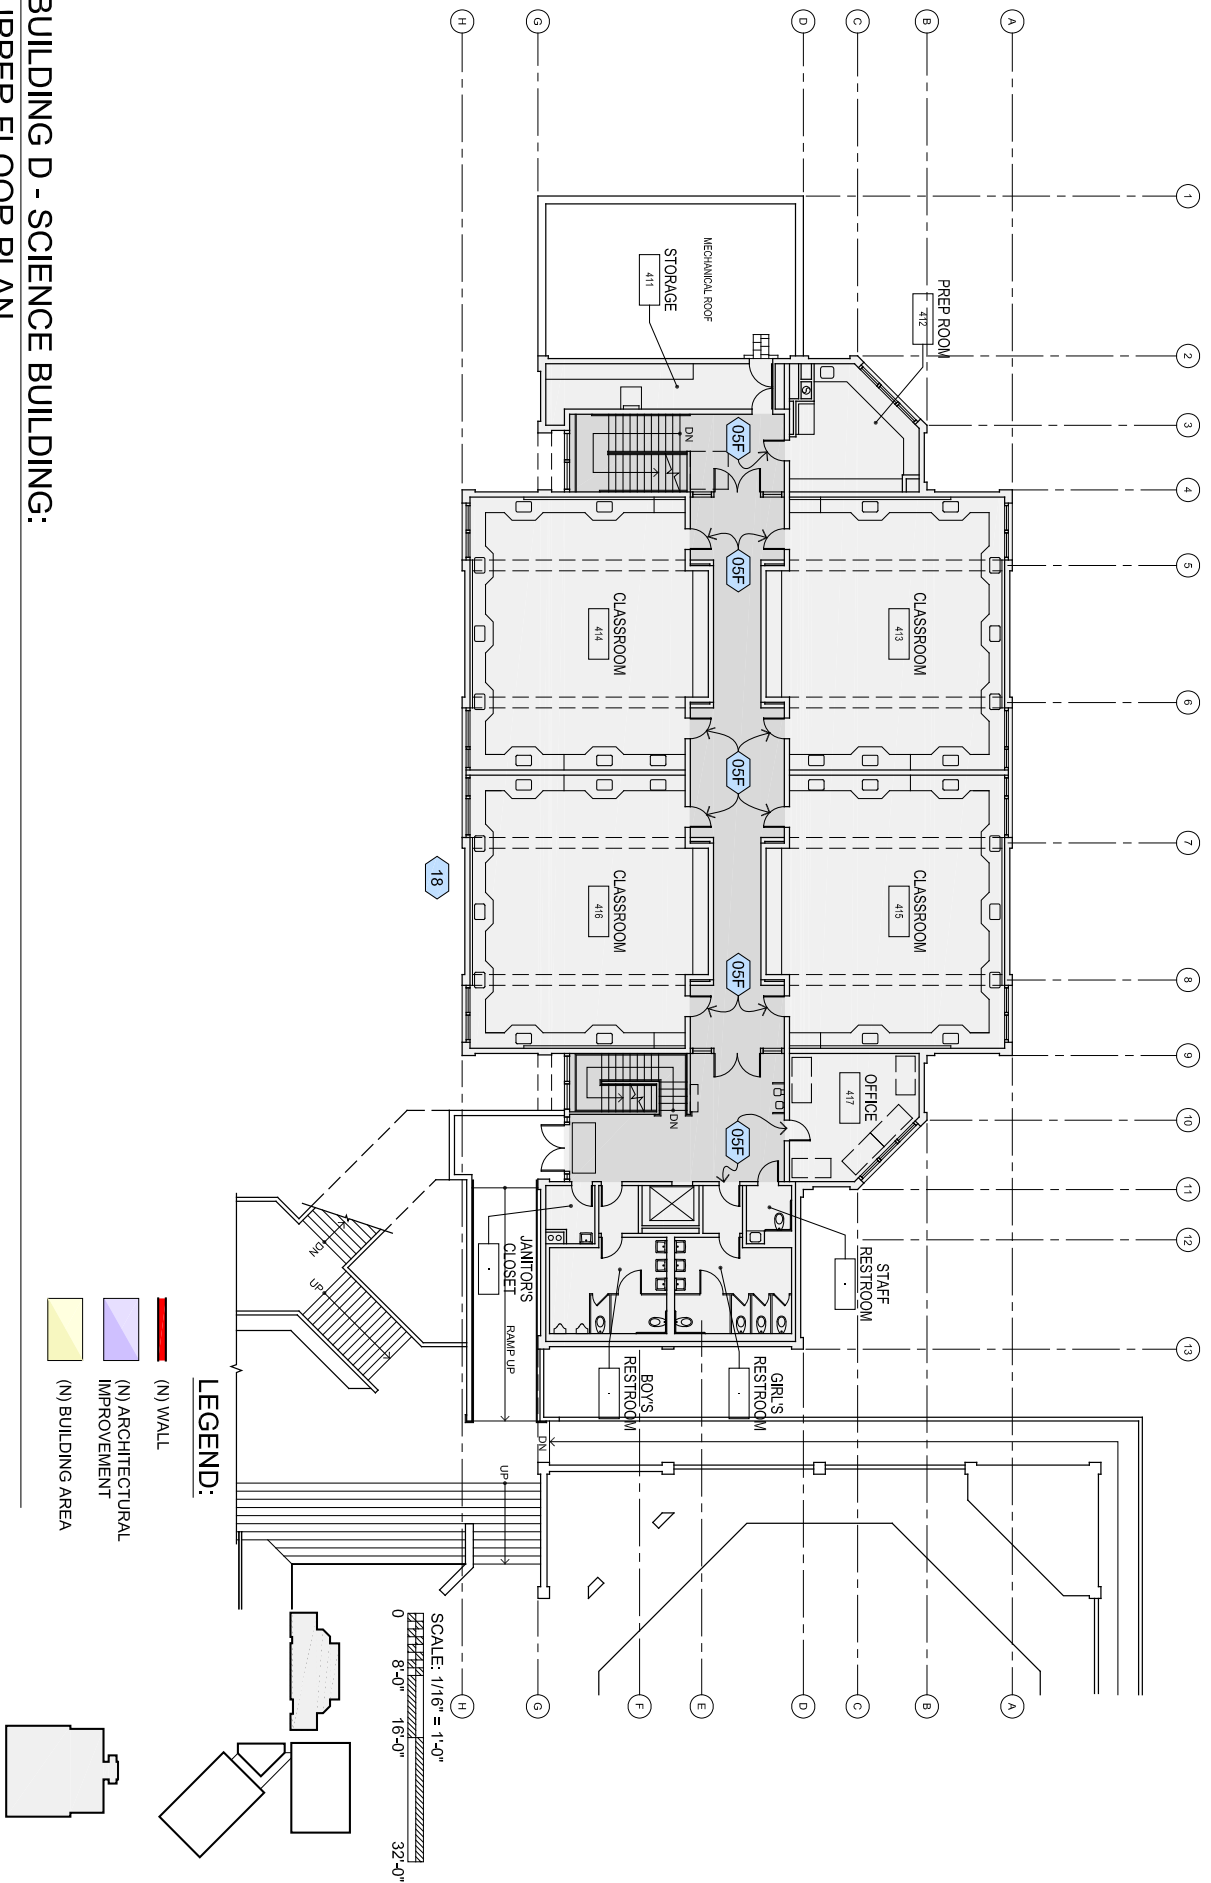 H
G
D
C
B
A
1
2
3
4
5
6
7
8
9
10
11
12
13
PREP ROOM
412
MECHANICAL ROOF
STORAGE
411
DN
05F
05F
CLASSROOM
413
CLASSROOM
414
05F
CLASSROOM
415
CLASSROOM
416
05F
18
OFFICE
417
DN
05F
STAFF
RESTROOM
JANITOR'S
CLOSET
GIRL'S
RESTROOM
BOY'S
RESTROOM
RAMP UP
DN
UP
UP
H
G
F
E
D
C
B
A
SCALE: 1/16" = 1'-0"
0
8'-0"
16'-0"
32'-0"
LEGEND:
(N) WALL
(N) ARCHITECTURAL
IMPROVEMENT
(N) BUILDING AREA
BUILDING D - SCIENCE BUILDING:
UPPER FLOOR PLAN